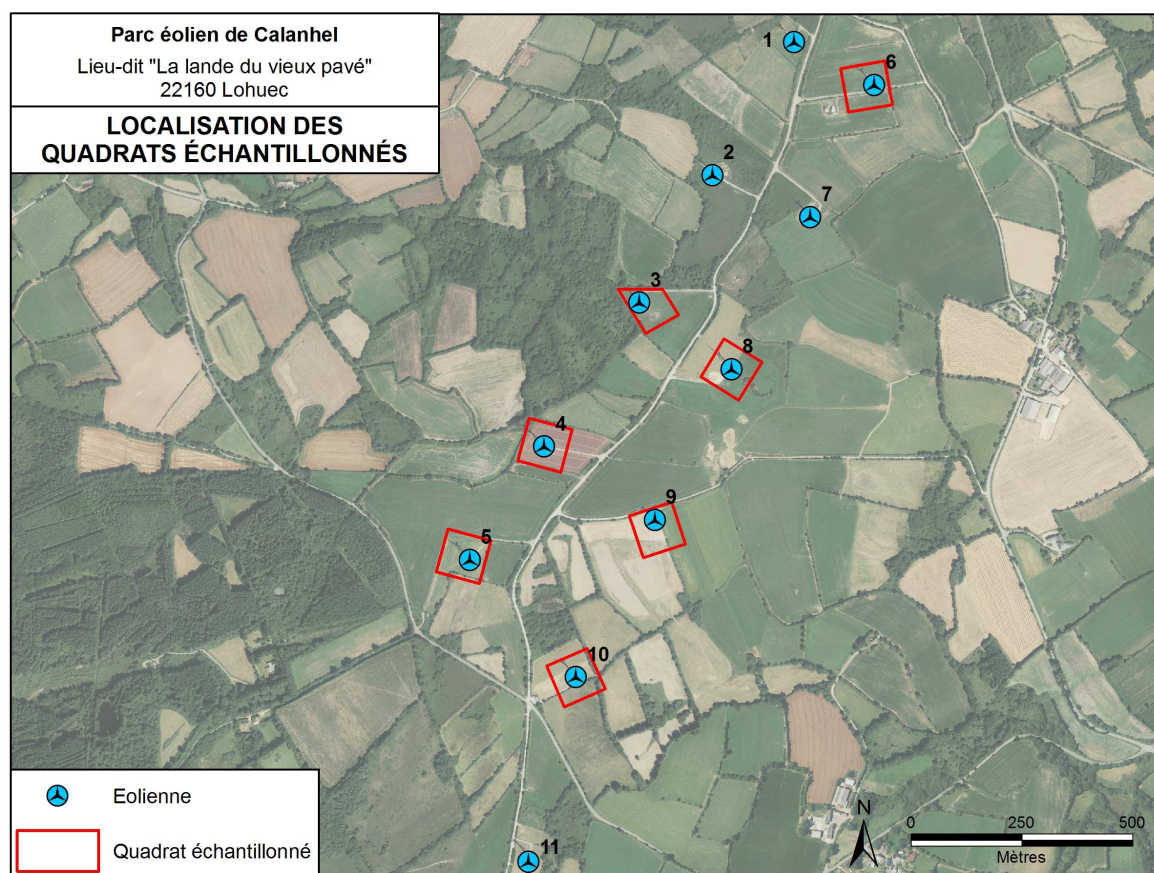 Parc éolien de Calanhel
Lieu-dit "La lande du vieux pavé"
22160 Lohuec
LOCALISATION DES
QUADRATS ÉCHANTILLONNÉS
1
6
2
7
3
8
4
9
5
10
11
Eolienne
Quadrat échantillonné
N
0 250 500
Mètres